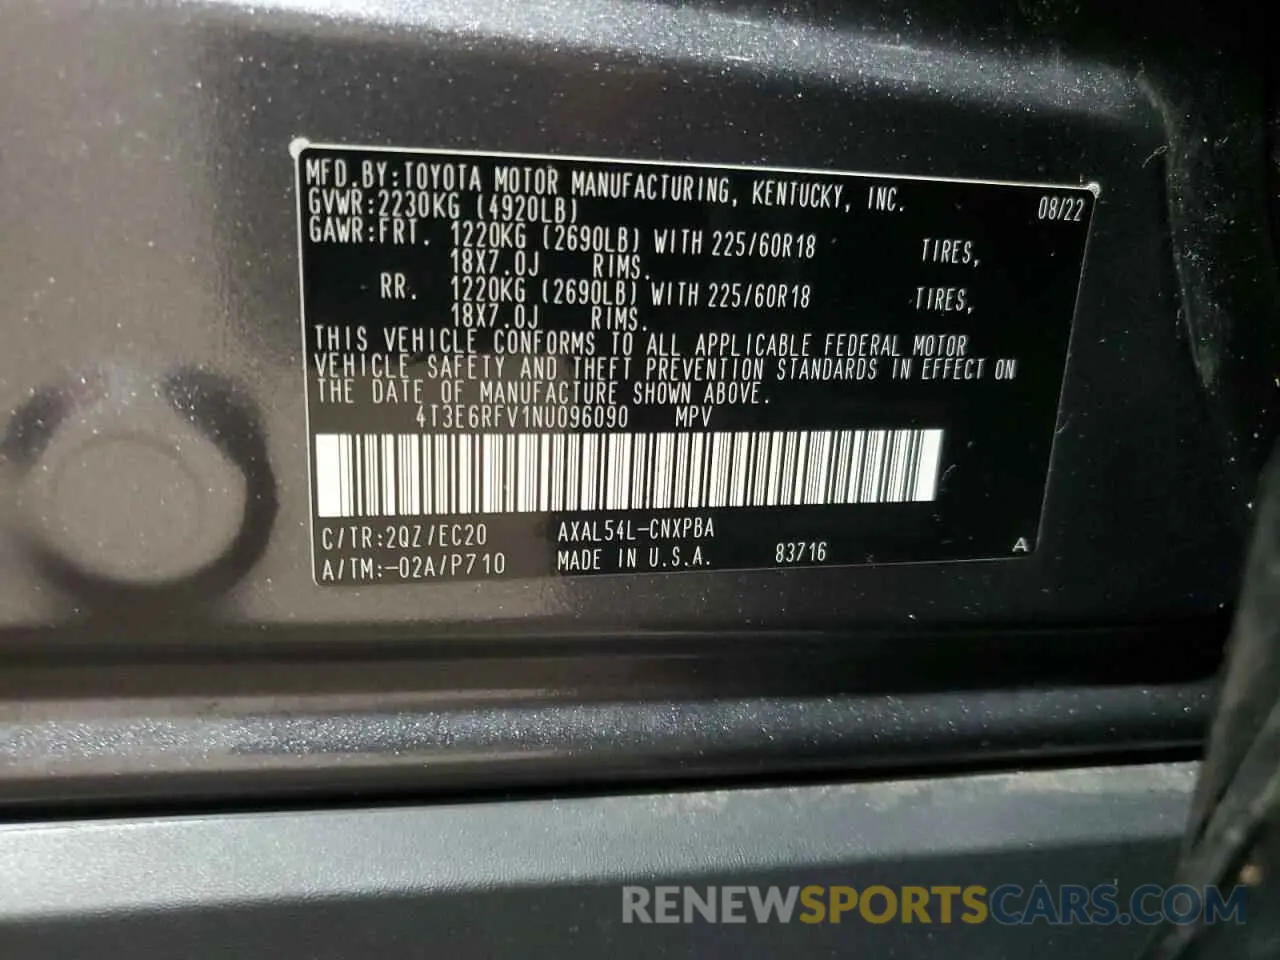 MFD.BY:TOYOTA MOTOR MANUFACTURING, KENTUCKY, INC.
GVWR:2230KG (4920LB) 08/22
GAWR:FRT. 1220KG (2690LB) WITH 225/60R18 TIRES,
18X7.0J RIMS.
RR. 1220KG (2690LB) WITH 225/60R18 TIRES,
18X7.0J RIMS.
THIS VEHICLE CONFORMS TO ALL APPLICABLE FEDERAL MOTOR
VEHICLE SAFETY AND THEFT PREVENTION STANDARDS IN EFFECT ON
THE DATE OF MANUFACTURE SHOWN ABOVE.
4T3E6RFV1NU096090 MPV
C/TR:2QZ/EC20 AXAL54L-CNXPBA
A/TM:-02A/P710 MADE IN U.S.A. 83716 A
RENEWSPORTSCARS.COM